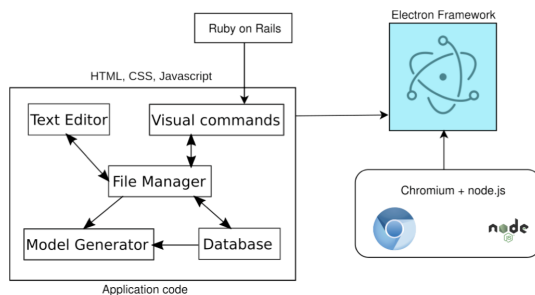 Ruby on Rails
Electron Framework
HTML, CSS, Javascript
Text Editor
Visual commands
File Manager
Model Generator
Database
Application code
Chromium + node.js
node
JS